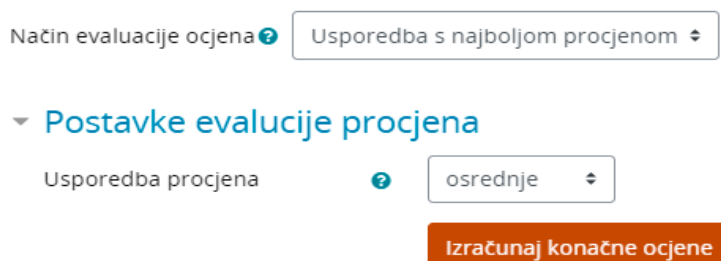 Način evaluacije ocjena Usporedba s najboljom procjenom
Postavke evalucije procjena
Usporedba procjena osrednje
Izračunaj konačne ocjene